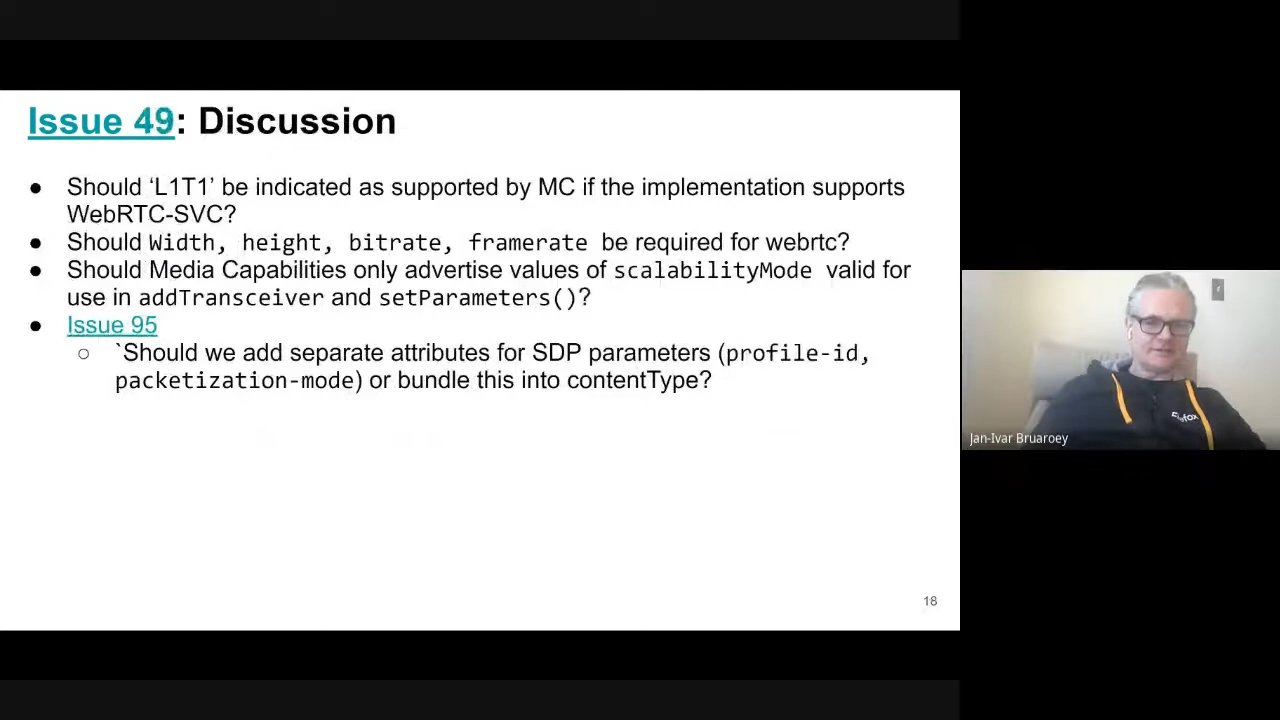 Issue 49: Discussion
● Should ‘L1T1’ be indicated as supported by MC if the implementation supports
WebRTC-SVC?
● Should Width, height, bitrate, framerate be required for webrtc?
● Should Media Capabilities only advertise values of scalabilityMode valid for
use in addTransceiver and setParameters()?
● Issue 95
○ `Should we add separate attributes for SDP parameters (profile-id,
packetization-mode) or bundle this into contentType?
18
Firefox
Jan-Ivar Bruaroey